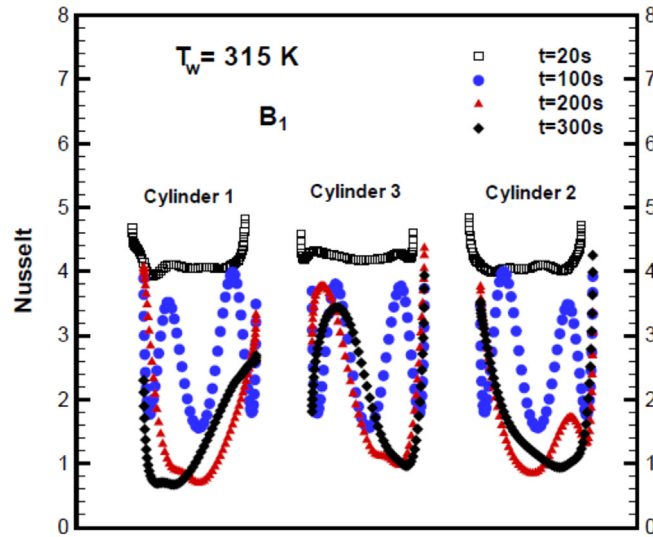 T_w = 315 K
B_1
t=20s
t=100s
t=200s
t=300s
Cylinder 1
Cylinder 3
Cylinder 2
Nusselt
8
7
6
5
4
3
2
1
0
8
7
6
5
4
3
2
1
0